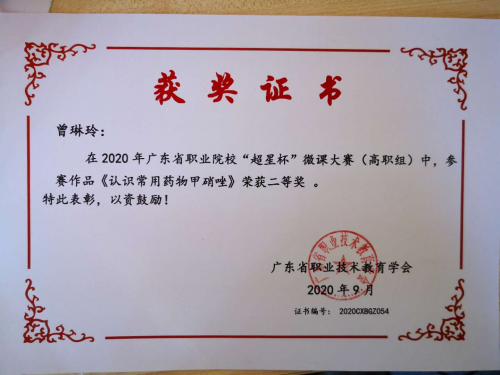 获奖证书
曾琳玲：
在2020年广东省职业院校“超星杯”微课大赛（高职组）中，参
赛作品《认识常用药物甲硝唑》荣获二等奖 。
特此表彰，以资鼓励！
广东省职业技术教育学会
2020年9月
证书编号： 2020CXBGZ054